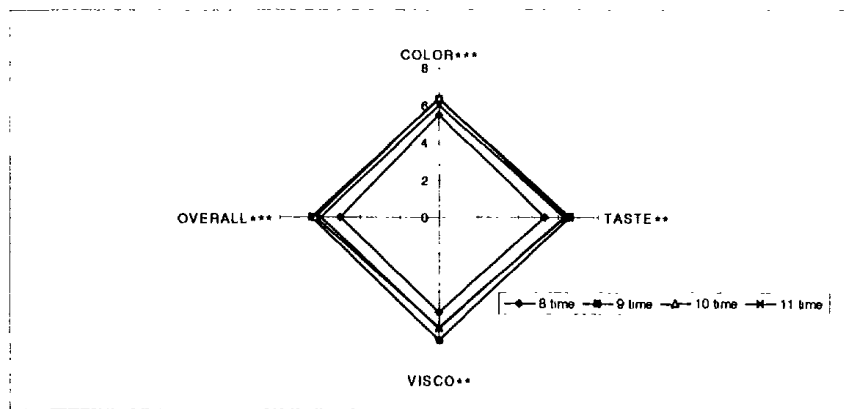 COLOR***
8
6
4
2
0
OVERALL***
TASTE**
8 time
9 time
10 time
11 time
VISCO**